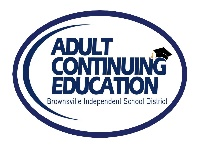 ADULT
CONTINUING
EDUCATION
Brownsville Independent School District